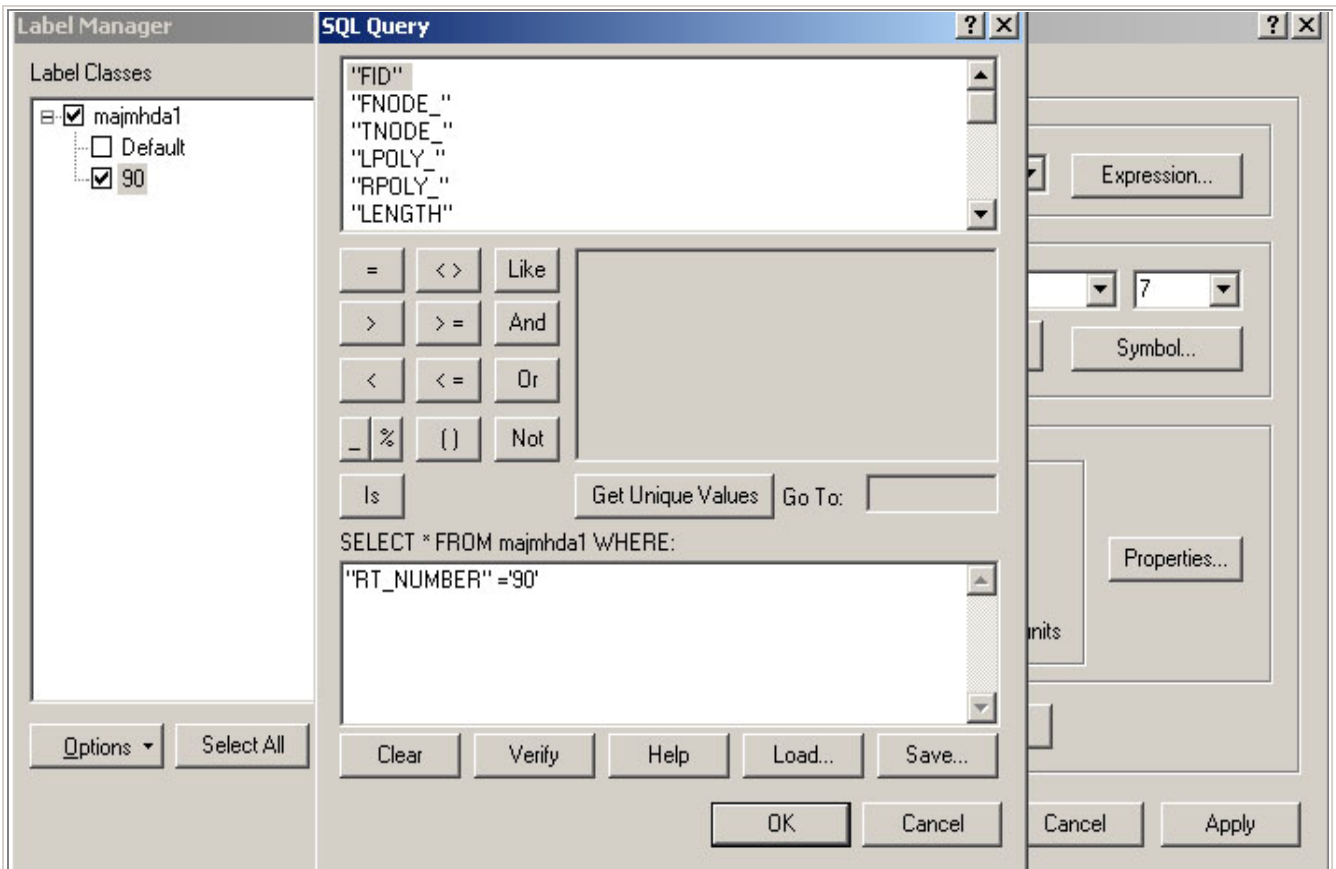 Label Manager
SQL Query
? X
? X
Label Classes
majmhda1
Default
90
"FID"
"FNODE_"
"TNODE_"
"LPOLY_"
"RPOLY_"
"LENGTH"
Expression...
= < > Like
> > = And
< < = Or
_ % ( ) Not
Is
Get Unique Values Go To:
7
Symbol...
SELECT * FROM majmhda1 WHERE:
"RT_NUMBER" ='90'
Properties...
units
Options Select All
Clear Verify Help Load... Save...
OK Cancel
Cancel Apply